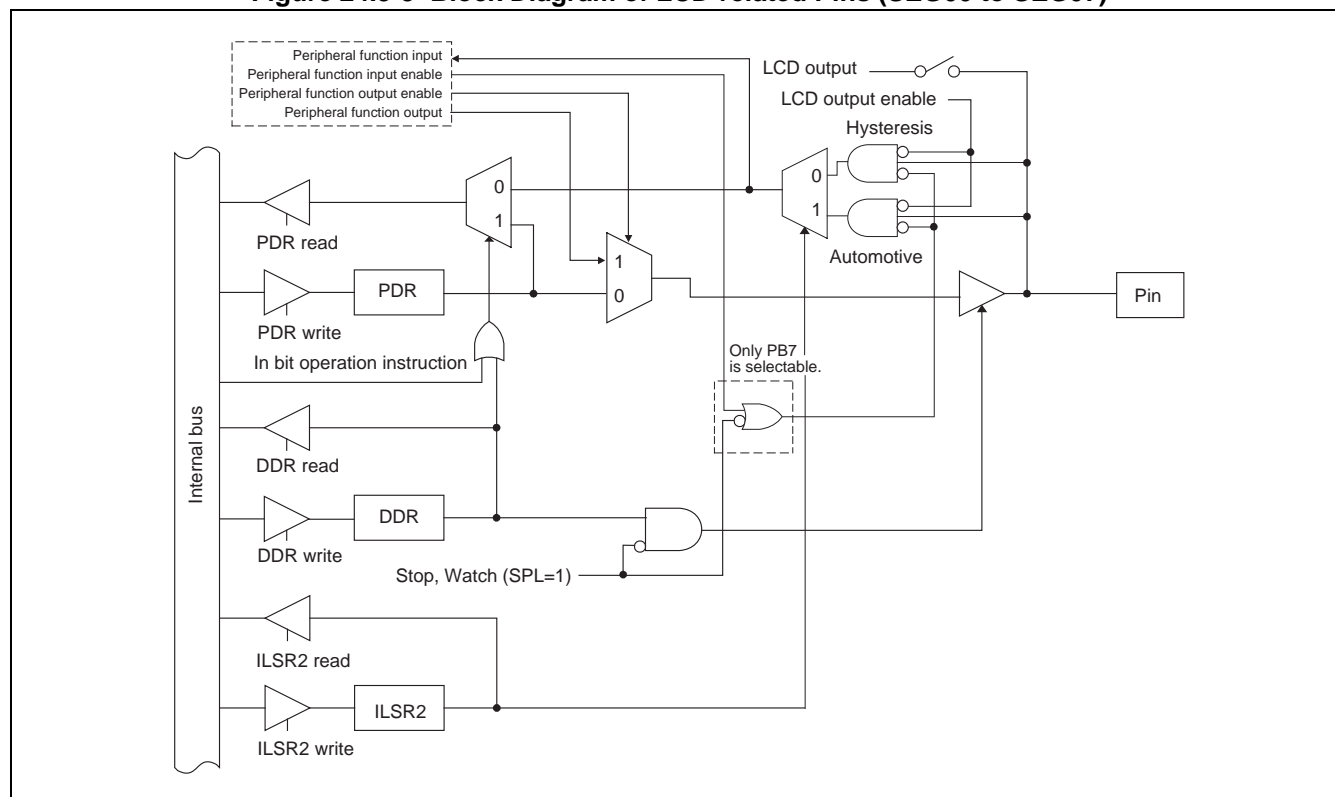 Peripheral function input
Peripheral function input enable
Peripheral function output enable
Peripheral function output
LCD output
LCD output enable
Hysteresis
0
1
Automotive
0
1
PDR read
1
0
PDR
PDR write
Pin
In bit operation instruction
Only PB7
is selectable.
Internal bus
DDR read
DDR
DDR write
Stop, Watch (SPL=1)
ILSR2 read
ILSR2
ILSR2 write